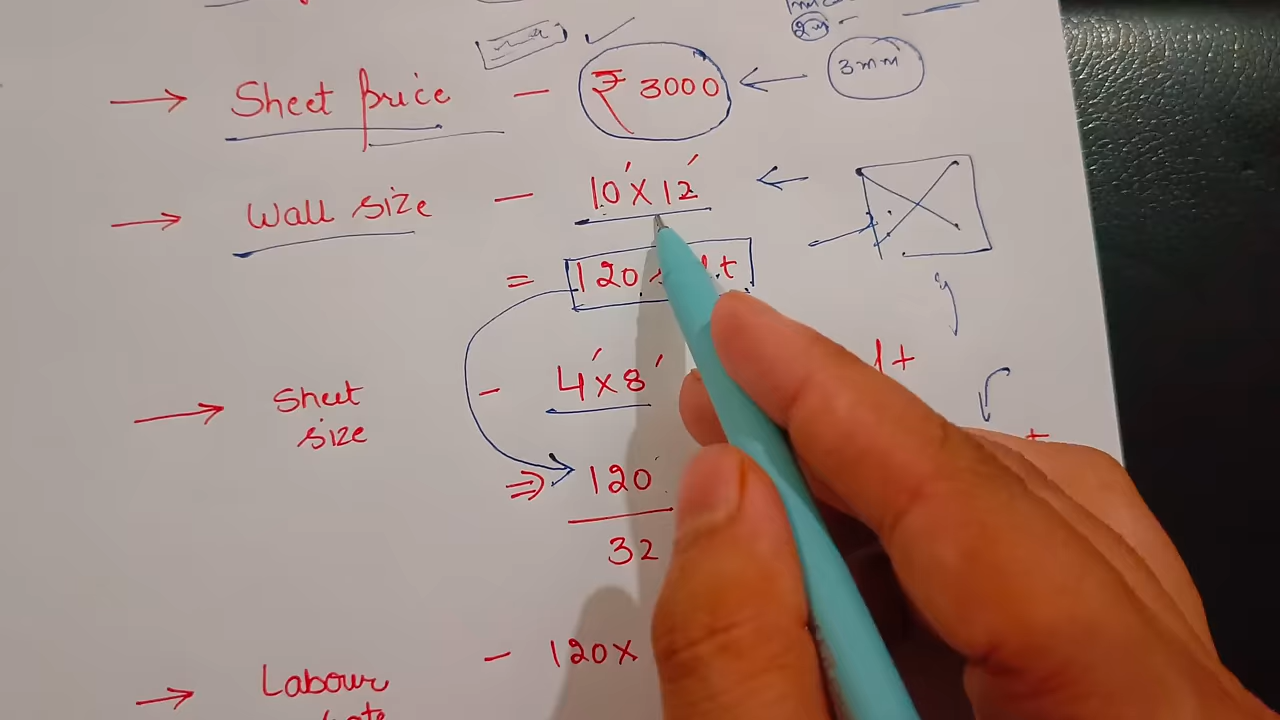 → Sheet price - ₹ 3000 ← 3mm
→ Wall size - 10'x12' ←
= 120
→ Sheet size - 4'x8'
⇒ 120
32
→ Labour - 120x